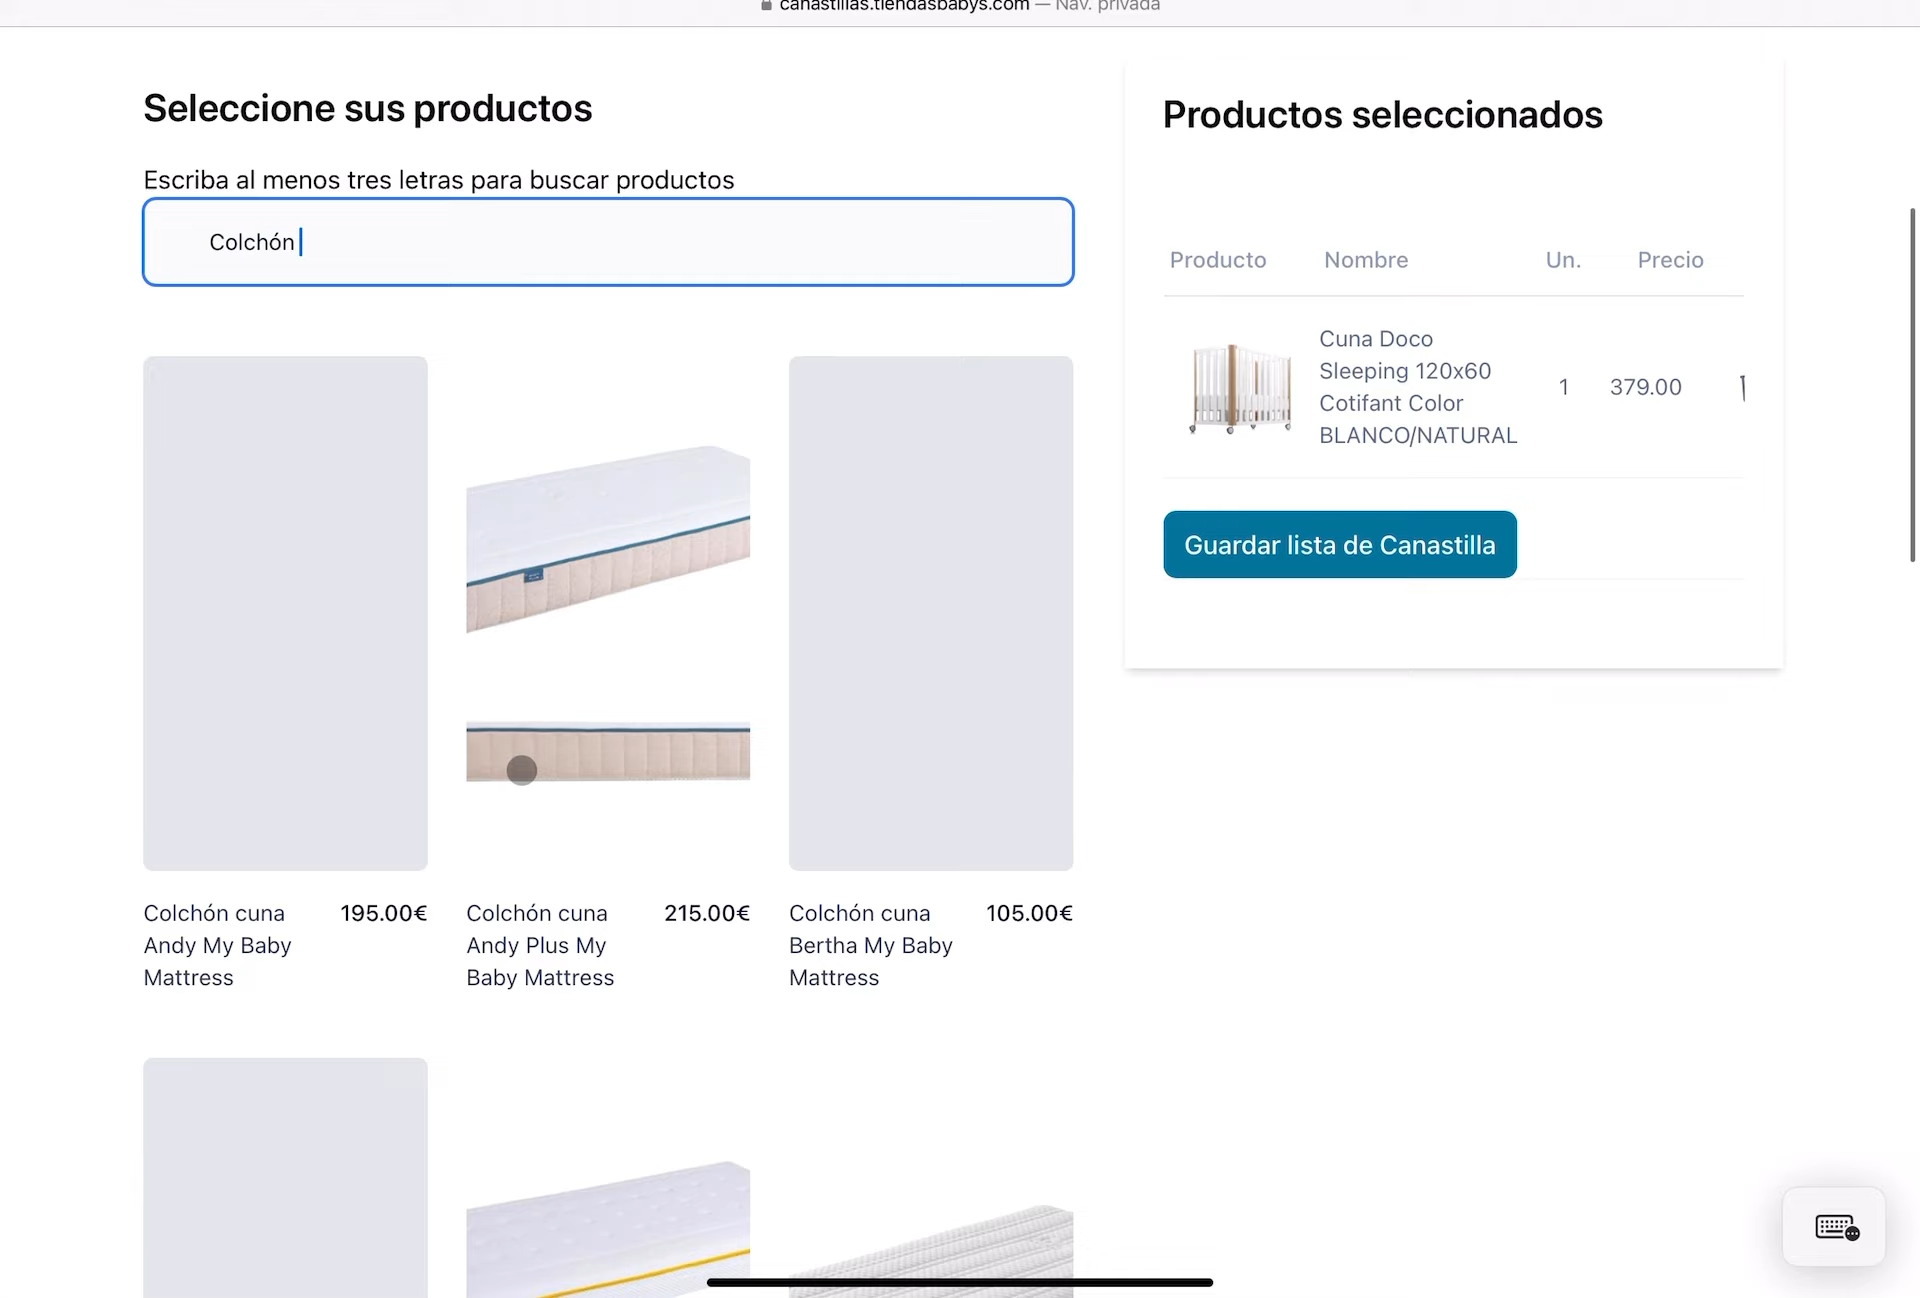 canastillas.tiendasbabys.com — Nav. privada
Seleccione sus productos
Escriba al menos tres letras para buscar productos
Colchón
Colchón cuna Andy My Baby Mattress 195.00€
Colchón cuna Andy Plus My Baby Mattress 215.00€
Colchón cuna Bertha My Baby Mattress 105.00€
Productos seleccionados
Producto Nombre Un. Precio
Cuna Doco
Sleeping 120x60
Cotifant Color
BLANCO/NATURAL
1 379.00
Guardar lista de Canastilla